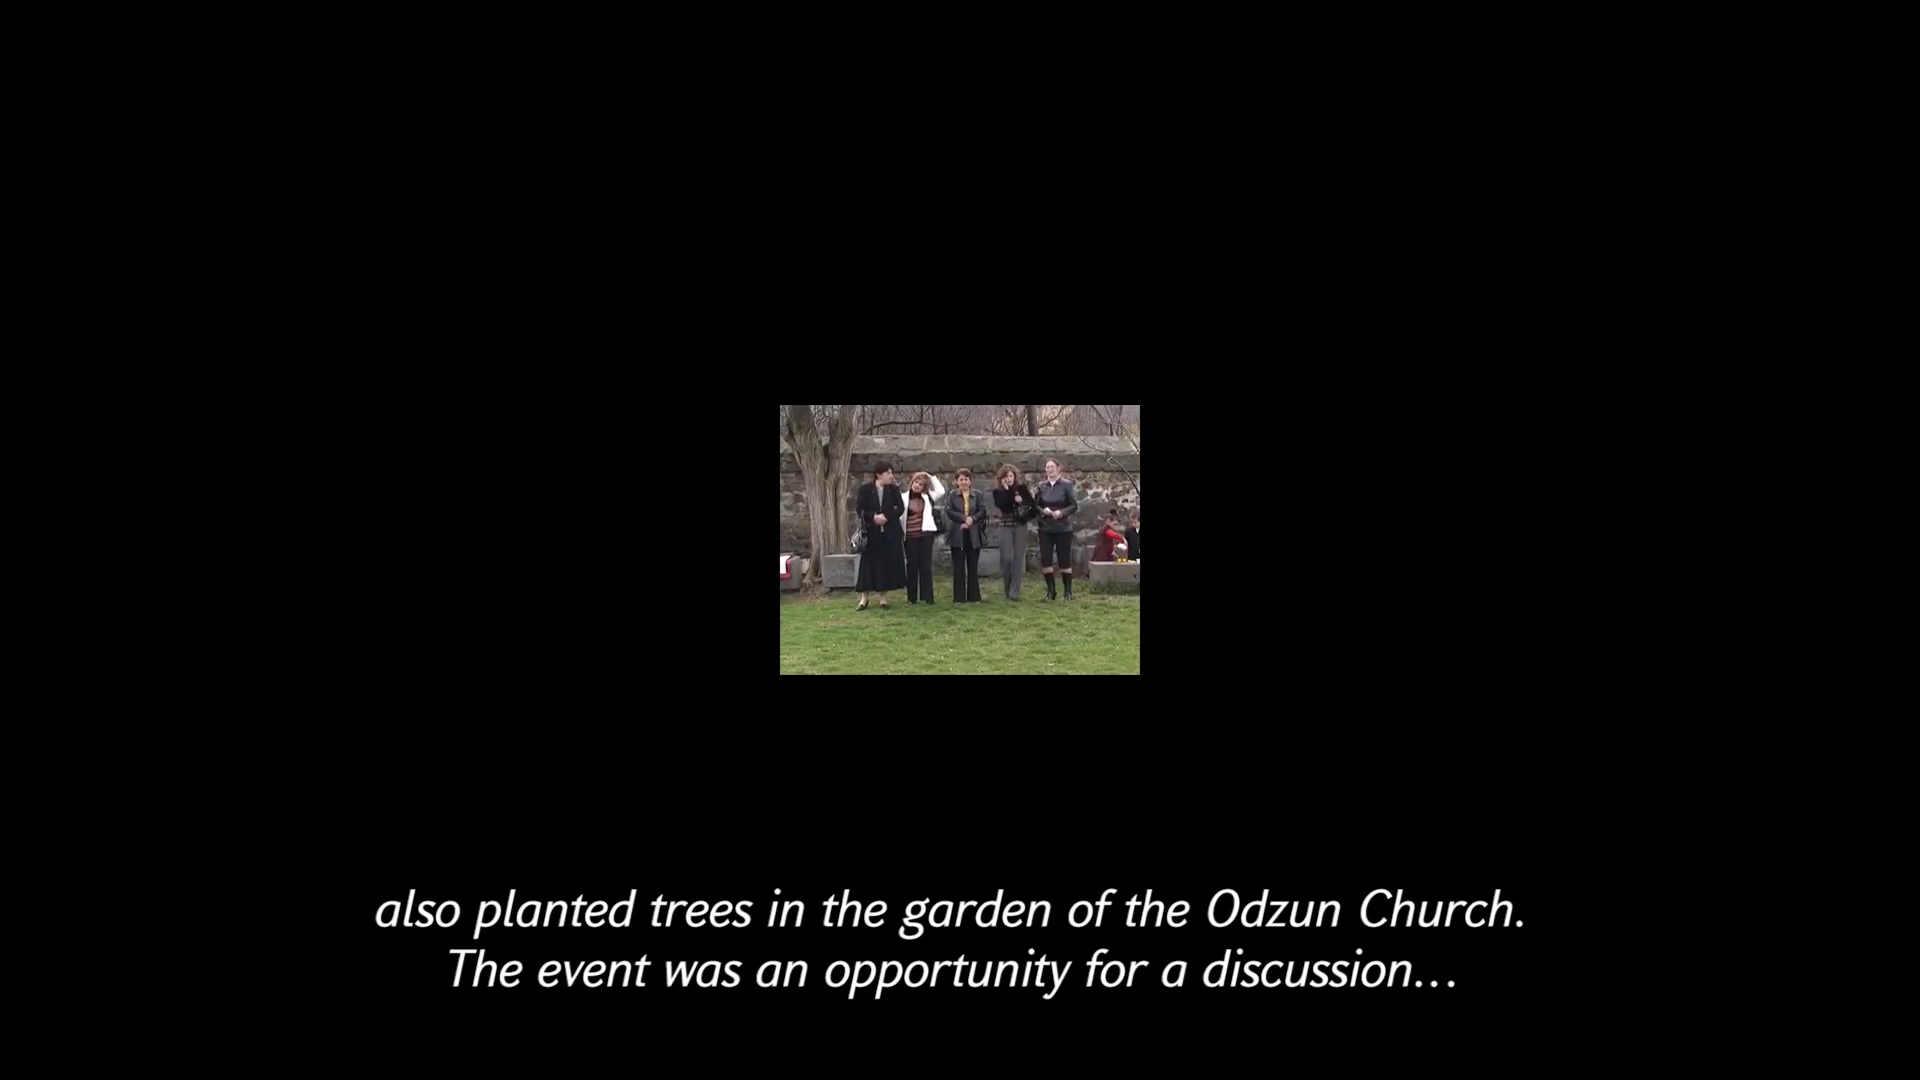 also planted trees in the garden of the Odzun Church.
The event was an opportunity for a discussion…